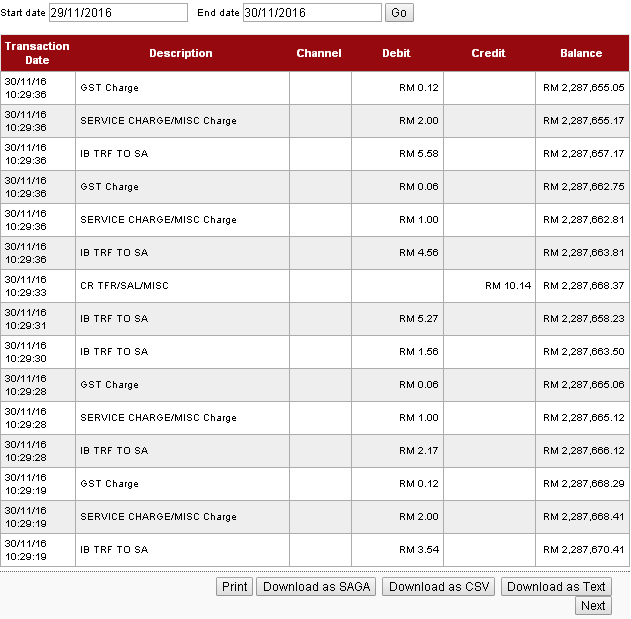 Start date 29/11/2016 End date 30/11/2016 Go
Transaction Date Description Channel Debit Credit Balance
30/11/16 10:29:36 GST Charge RM 0.12 RM 2,287,655.05
30/11/16 10:29:36 SERVICE CHARGE/MISC Charge RM 2.00 RM 2,287,655.17
30/11/16 10:29:36 IB TRF TO SA RM 5.58 RM 2,287,657.17
30/11/16 10:29:36 GST Charge RM 0.06 RM 2,287,662.75
30/11/16 10:29:36 SERVICE CHARGE/MISC Charge RM 1.00 RM 2,287,662.81
30/11/16 10:29:36 IB TRF TO SA RM 4.56 RM 2,287,663.81
30/11/16 10:29:33 CR TFR/SAL/MISC RM 10.14 RM 2,287,668.37
30/11/16 10:29:31 IB TRF TO SA RM 5.27 RM 2,287,658.23
30/11/16 10:29:30 IB TRF TO SA RM 1.56 RM 2,287,663.50
30/11/16 10:29:28 GST Charge RM 0.06 RM 2,287,665.06
30/11/16 10:29:28 SERVICE CHARGE/MISC Charge RM 1.00 RM 2,287,665.12
30/11/16 10:29:28 IB TRF TO SA RM 2.17 RM 2,287,666.12
30/11/16 10:29:19 GST Charge RM 0.12 RM 2,287,668.29
30/11/16 10:29:19 SERVICE CHARGE/MISC Charge RM 2.00 RM 2,287,668.41
30/11/16 10:29:19 IB TRF TO SA RM 3.54 RM 2,287,670.41
Print Download as SAGA Download as CSV Download as Text
Next